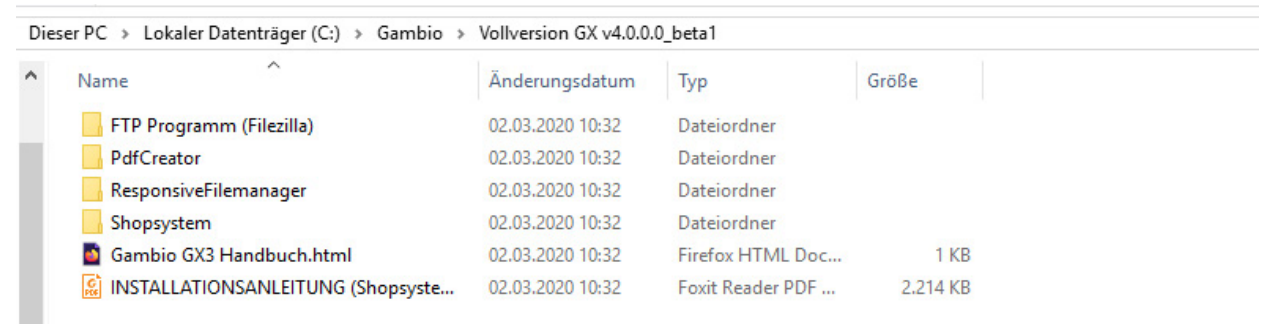 Dieser PC > Lokaler Datenträger (C:) > Gambio > Vollversion GX v4.0.0.0_beta1
Name Änderungsdatum Typ Größe
FTP Programm (Filezilla) 02.03.2020 10:32 Dateiordner
PdfCreator 02.03.2020 10:32 Dateiordner
ResponsiveFilemanager 02.03.2020 10:32 Dateiordner
Shopsystem 02.03.2020 10:32 Dateiordner
Gambio GX3 Handbuch.html 02.03.2020 10:32 Firefox HTML Doc... 1 KB
INSTALLATIONSANLEITUNG (Shopsyste... 02.03.2020 10:32 Foxit Reader PDF ... 2.214 KB